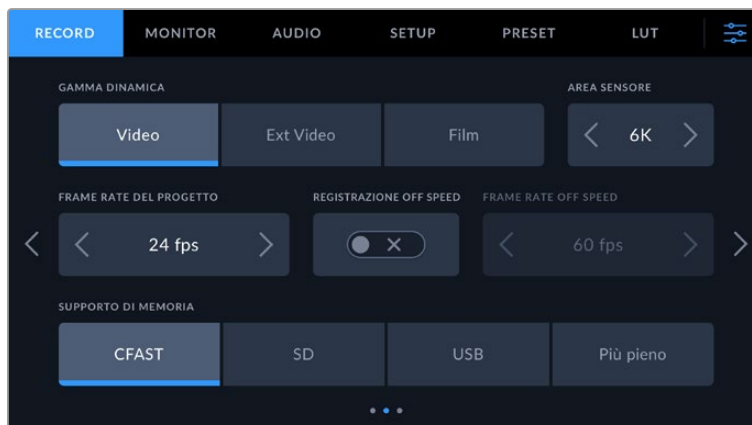 RECORD MONITOR AUDIO SETUP PRESET LUT
GAMMA DINAMICA AREA SENSORE
Video Ext Video Film 6K
FRAME RATE DEL PROGETTO REGISTRAZIONE OFF SPEED FRAME RATE OFF SPEED
24 fps 60 fps
SUPPORTO DI MEMORIA
CFAST SD USB Più pieno